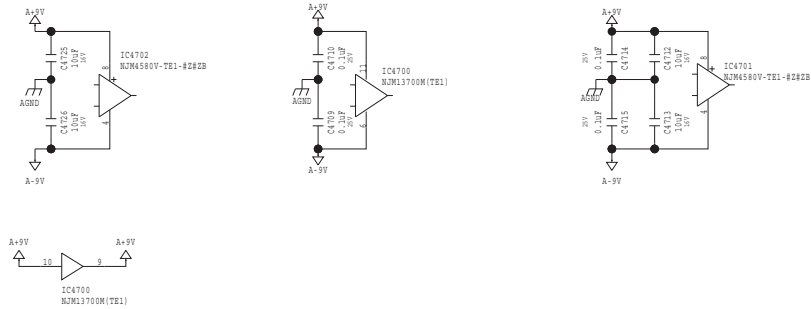 A+9V
C4725
10uF
16V
IC4702
NJM4580V-TE1-#Z#ZB
8
AGND
C4726
10uF
16V
4
A-9V
A+9V
C4710
0.1uF
25V
IC4700
NJM13700M(TE1)
11
AGND
C4709
0.1uF
25V
6
A-9V
A+9V
25V
0.1uF
C4714
C4712
10uF
16V
IC4701
NJM4580V-TE1-#Z#ZB
8
AGND
25V
0.1uF
C4715
C4713
10uF
16V
4
A-9V
A+9V
A+9V
10
9
IC4700
NJM13700M(TE1)